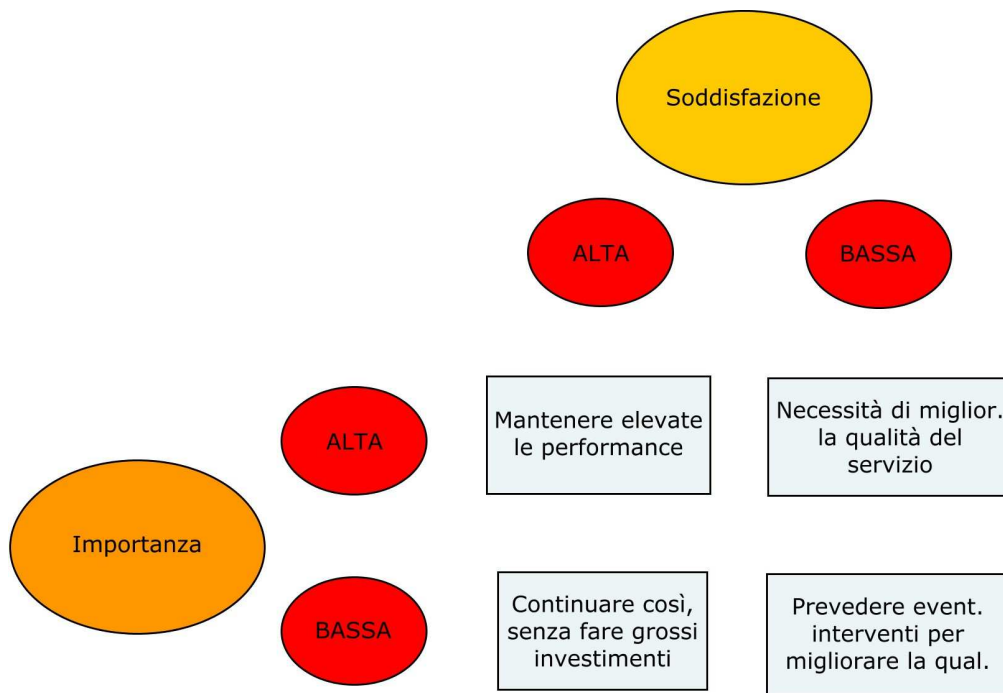 Soddisfazione
ALTA
BASSA
Importanza
ALTA
Mantenere elevate
le performance
Necessità di miglior.
la qualità del
servizio
BASSA
Continuare così,
senza fare grossi
investimenti
Prevedere event.
interventi per
migliorare la qual.